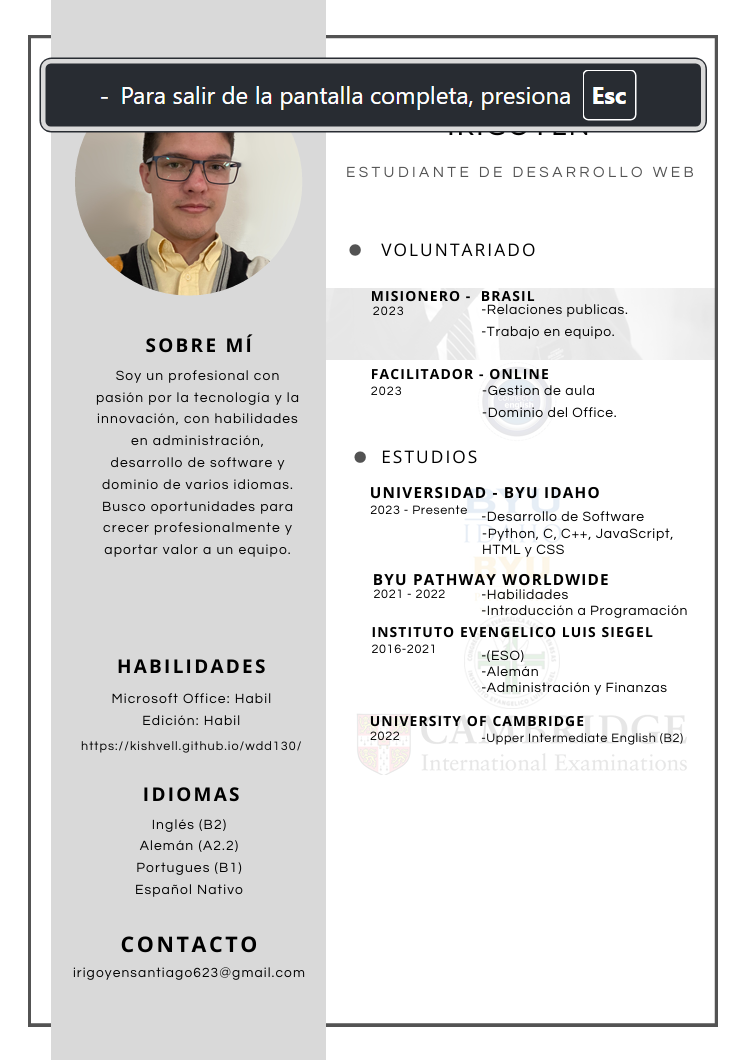 - Para salir de la pantalla completa, presiona Esc
IRIGOYEN
ESTUDIANTE DE DESARROLLO WEB
SOBRE MÍ
Soy un profesional con
pasión por la tecnología y la
innovación, con habilidades
en administración,
desarrollo de software y
dominio de varios idiomas.
Busco oportunidades para
crecer profesionalmente y
aportar valor a un equipo.
HABILIDADES
Microsoft Office: Habil
Edición: Habil
https://kishvell.github.io/wdd130/
IDIOMAS
Inglés (B2)
Alemán (A2.2)
Portugues (B1)
Español Nativo
CONTACTO
irigoyensantiago623@gmail.com
VOLUNTARIADO
MISIONERO - BRASIL
2023
-Relaciones publicas.
-Trabajo en equipo.
FACILITADOR - ONLINE
2023
-Gestion de aula
-Dominio del Office.
ESTUDIOS
UNIVERSIDAD - BYU IDAHO
2023 - Presente
-Desarrollo de Software
-Python, C, C++, JavaScript,
HTML y CSS
BYU
BYU PATHWAY WORLDWIDE
2021 - 2022
-Habilidades
-Introducción a Programación
INSTITUTO EVENGELICO LUIS SIEGEL
2016-2021
-(ESO)
-Alemán
-Administración y Finanzas
UNIVERSITY OF CAMBRIDGE
2022
-Upper Intermediate English (B2)
CAMBRIDGE
International Examinations